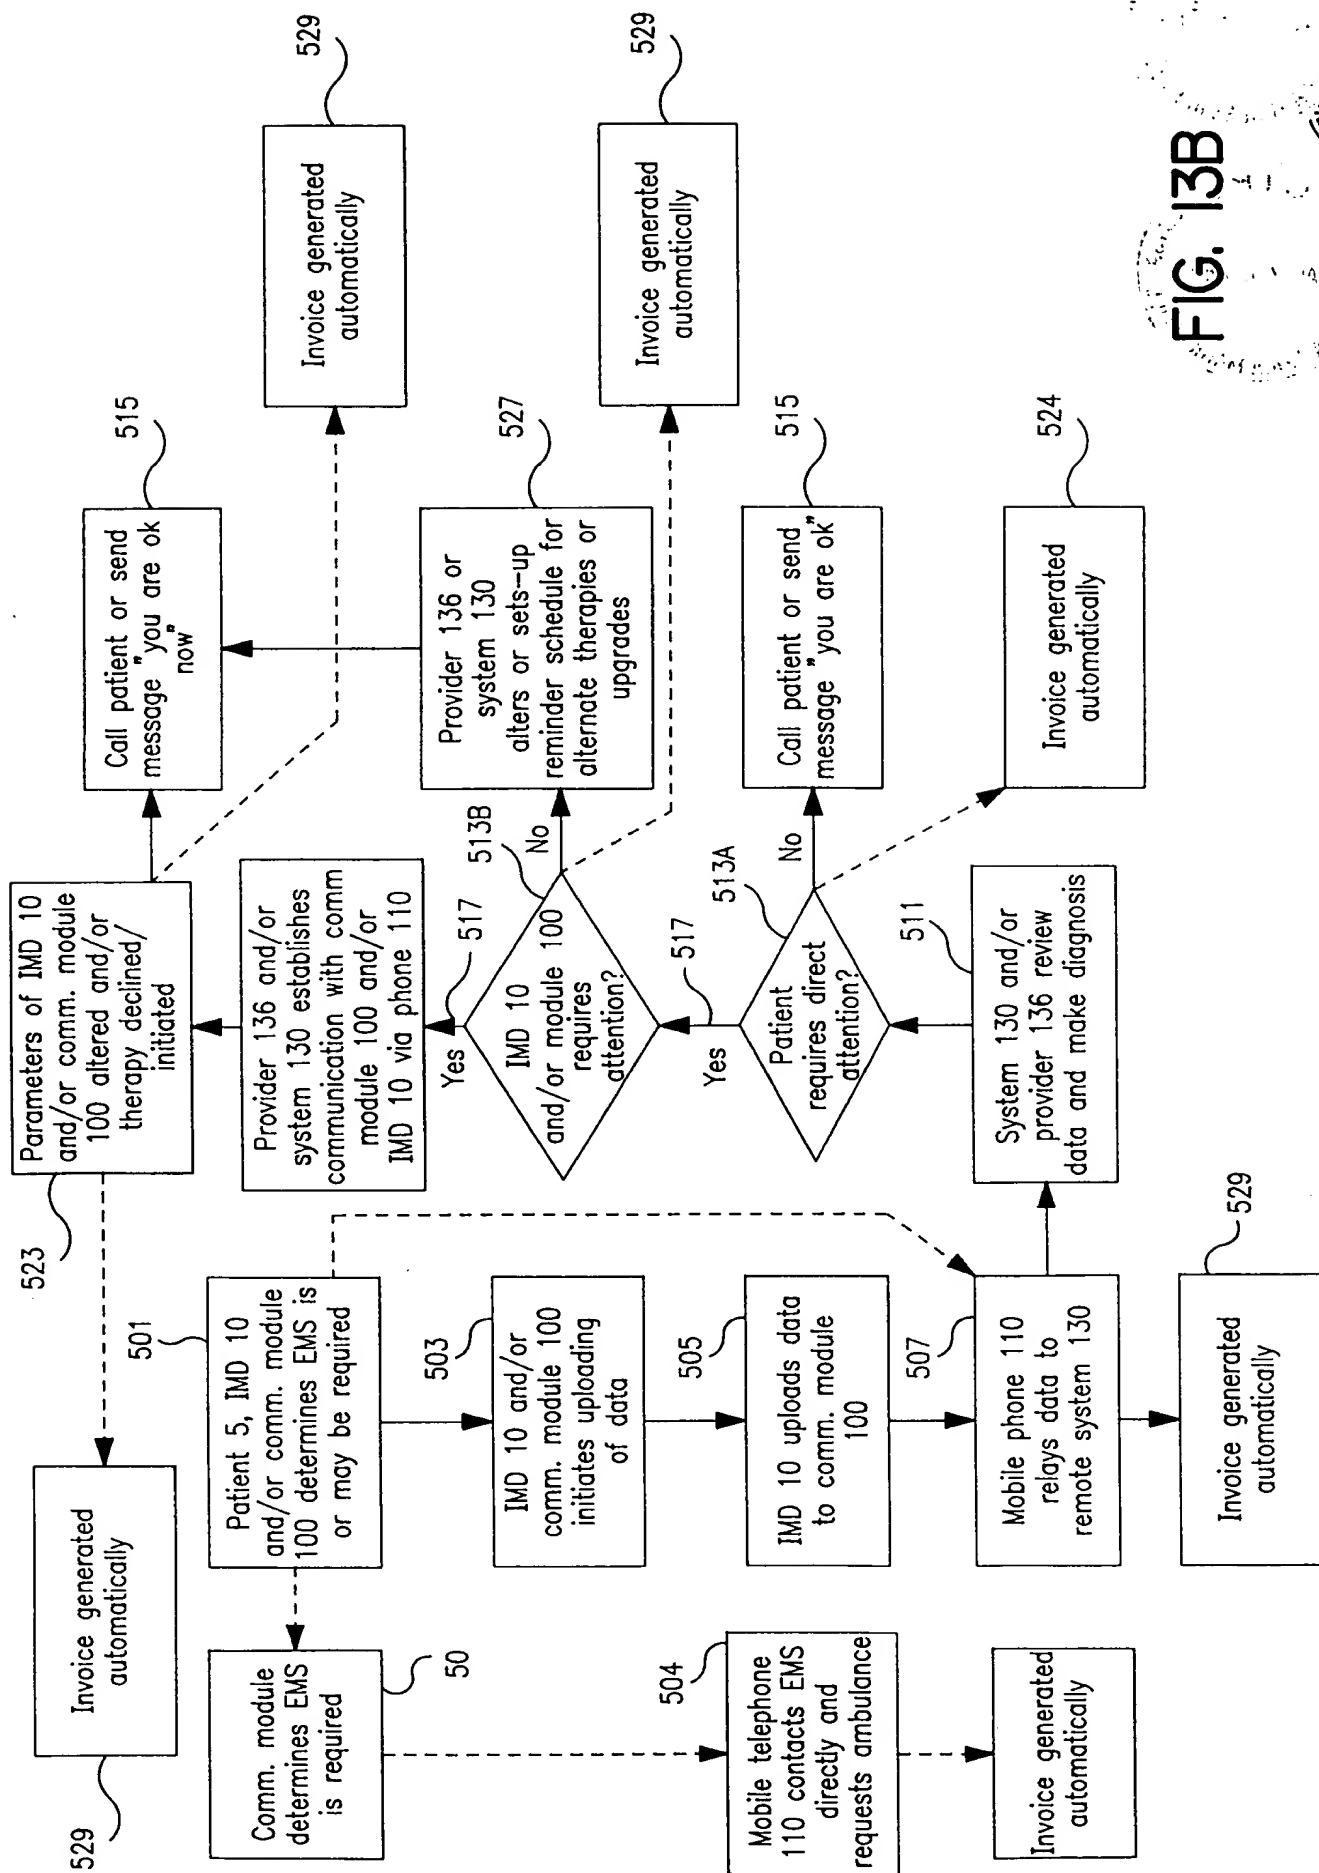 529
Invoice generated
automatically
523
Parameters of IMD 10
and/or comm. module
100 altered and/or
therapy declined/
initiated
515
Call patient or send
message "you are ok
now"
529
Invoice generated
automatically
501
Patient 5, IMD 10
and/or comm. module
100 determines EMS is
or may be required
Comm. module
determines EMS
is required
50
Provider 136 and/or
system 130 establishes
communication with comm
module 100 and/or
IMD 10 via phone 110
517
Yes
513B
No
IMD 10
and/or module 100
requires
attention?
Provider 136 or
system 130
alters or sets-up
reminder schedule for
alternate therapies or
upgrades
527
Invoice generated
automatically
529
503
IMD 10 and/or
comm. module 100
initiates uploading
of data
505
IMD 10 uploads data
to comm. module
100
517
Yes
513A
No
Patient
requires direct
attention?
Call patient or send
message "you are ok"
515
504
Mobile telephone
110 contacts EMS
directly and
requests ambulance
507
Mobile phone 110
relays data to
remote system 130
511
System 130 and/or
provider 136 review
data and make diagnosis
Invoice generated
automatically
524
Invoice generated
automatically
Invoice generated
automatically
529
FIG. 13B